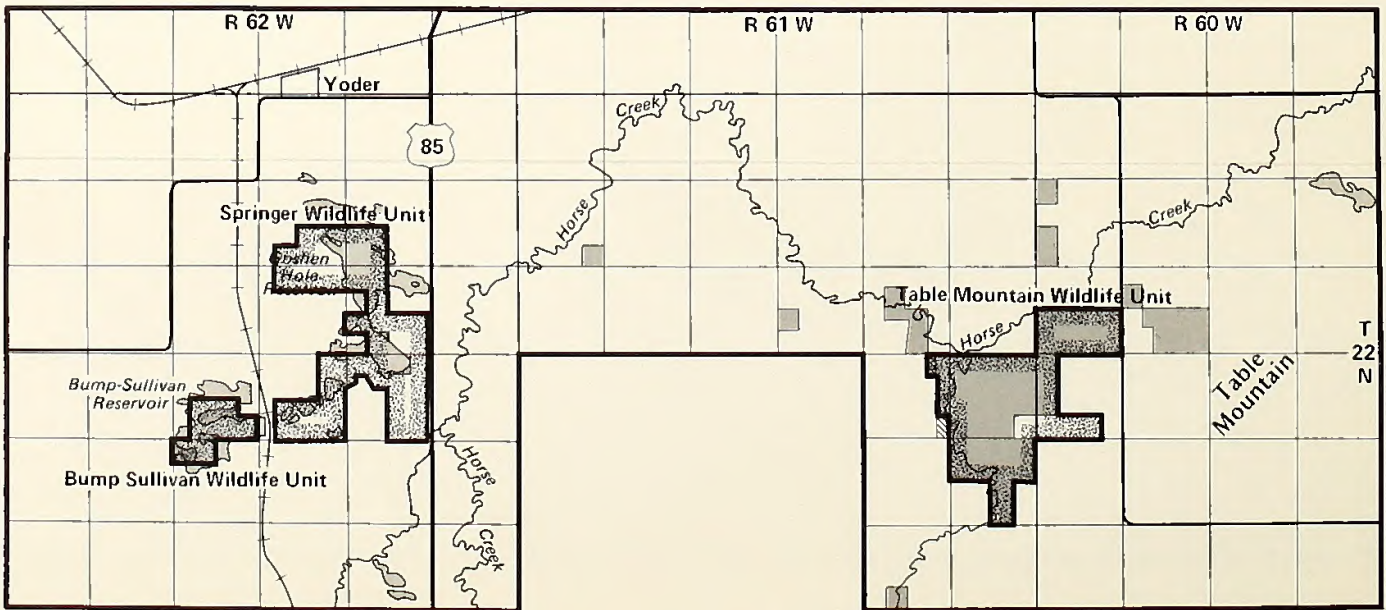 R 62 W
R 61 W
R 60 W
Yoder
Creek
85
Horse
Creek
Springer Wildlife Unit
Goshen
Hole
Table Mountain Wildlife Unit
Horse
T
22
N
Table
Mountain
Bump-Sullivan
Reservoir
Bump Sullivan Wildlife Unit
Horse
Creek